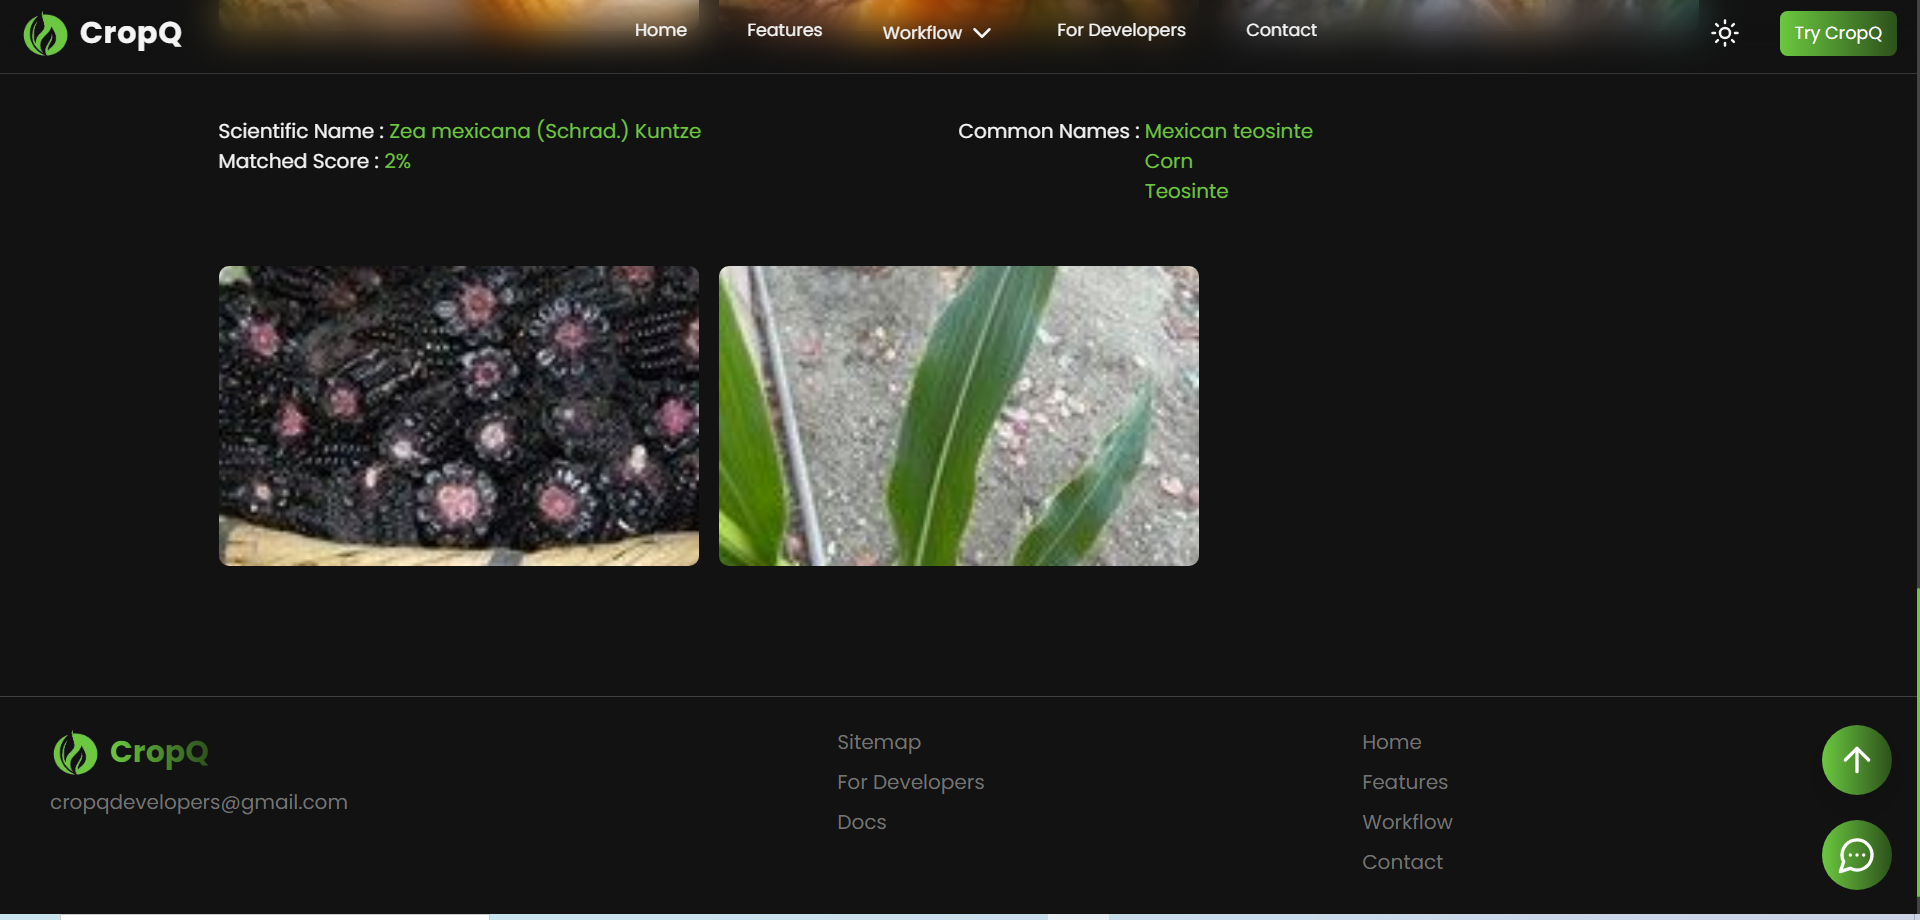 CropQ
Home
Features
Workflow
For Developers
Contact
Try CropQ
Scientific Name : Zea mexicana (Schrad.) Kuntze
Matched Score : 2%
Common Names : Mexican teosinte
Corn
Teosinte
CropQ
cropqdevelopers@gmail.com
Sitemap
For Developers
Docs
Home
Features
Workflow
Contact